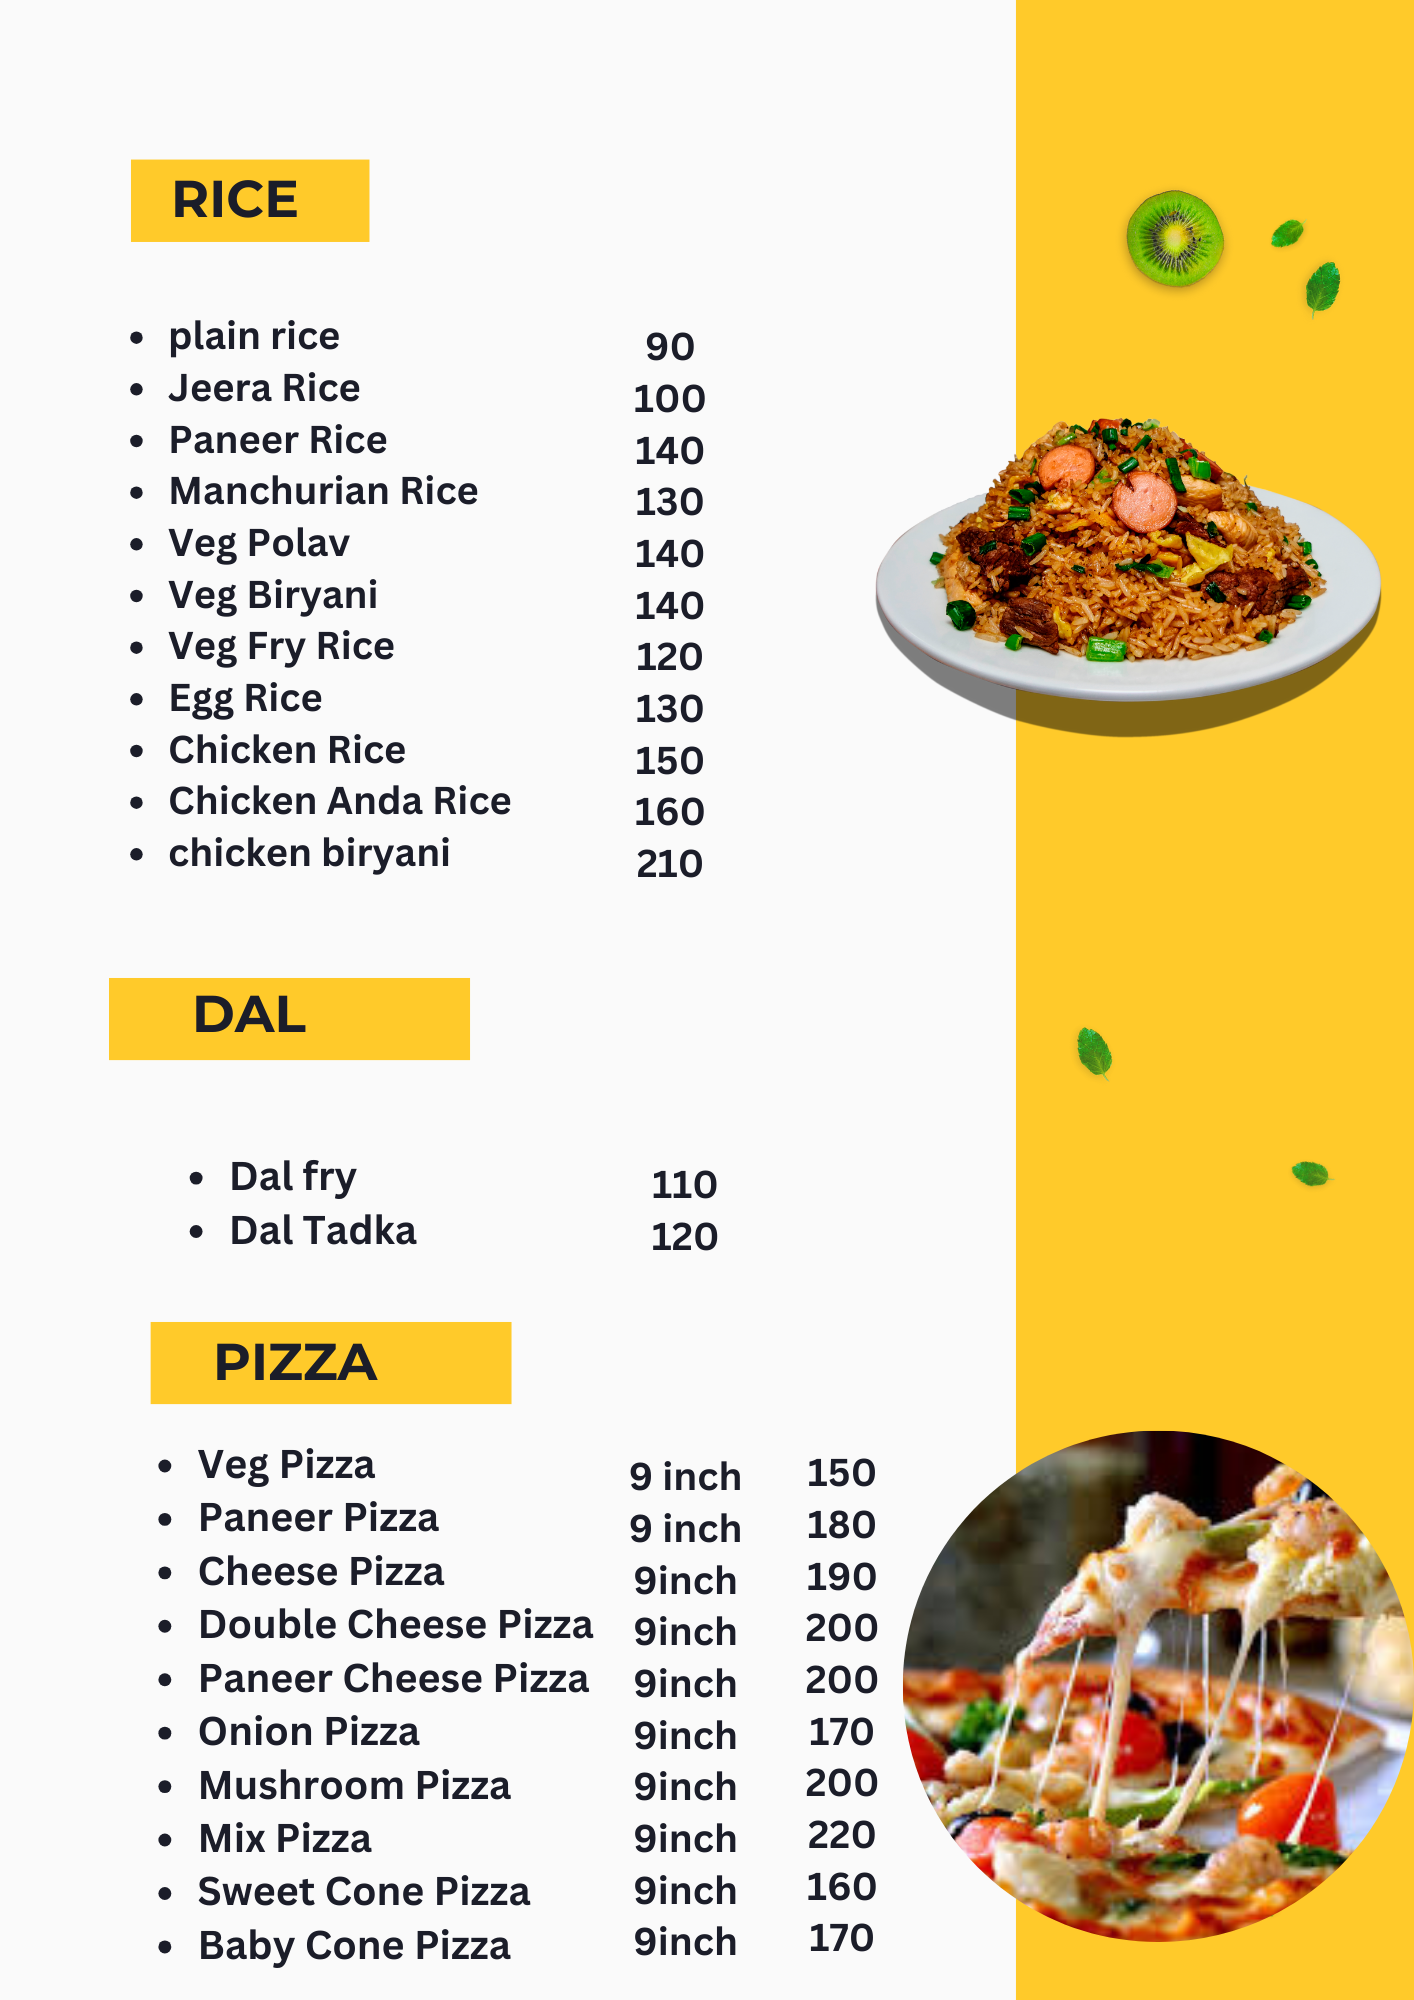 RICE
plain rice 90
Jeera Rice 100
Paneer Rice 140
Manchurian Rice 130
Veg Polav 140
Veg Biryani 140
Veg Fry Rice 120
Egg Rice 130
Chicken Rice 150
Chicken Anda Rice 160
chicken biryani 210
DAL
Dal fry 110
Dal Tadka 120
PIZZA
Veg Pizza 9 inch 150
Paneer Pizza 9 inch 180
Cheese Pizza 9inch 190
Double Cheese Pizza 9inch 200
Paneer Cheese Pizza 9inch 200
Onion Pizza 9inch 170
Mushroom Pizza 9inch 200
Mix Pizza 9inch 220
Sweet Cone Pizza 9inch 160
Baby Cone Pizza 9inch 170